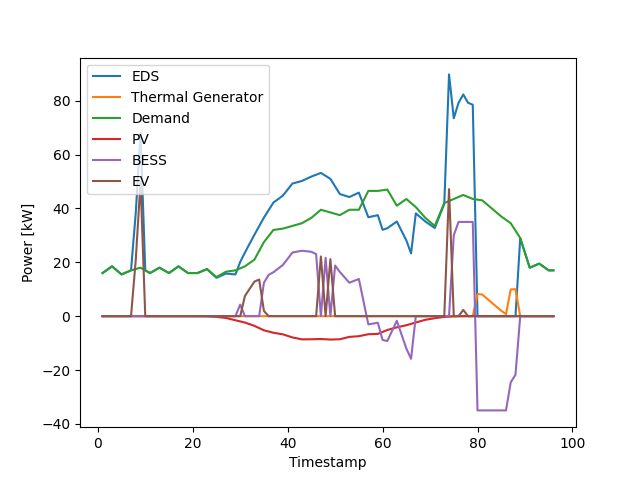 EDS
Thermal Generator
Demand
PV
BESS
EV
80
60
40
20
0
−20
−40
Power [kW]
0 20 40 60 80 100
Timestamp